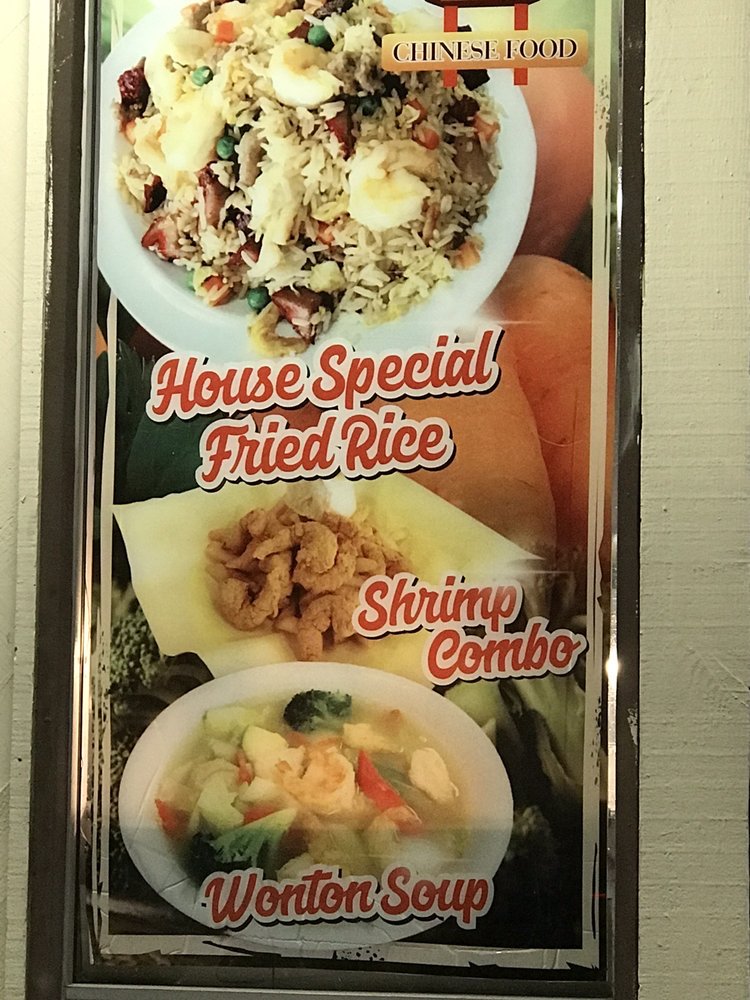 CHINESE FOOD
House Special
Fried Rice
Shrimp
Combo
Wonton Soup